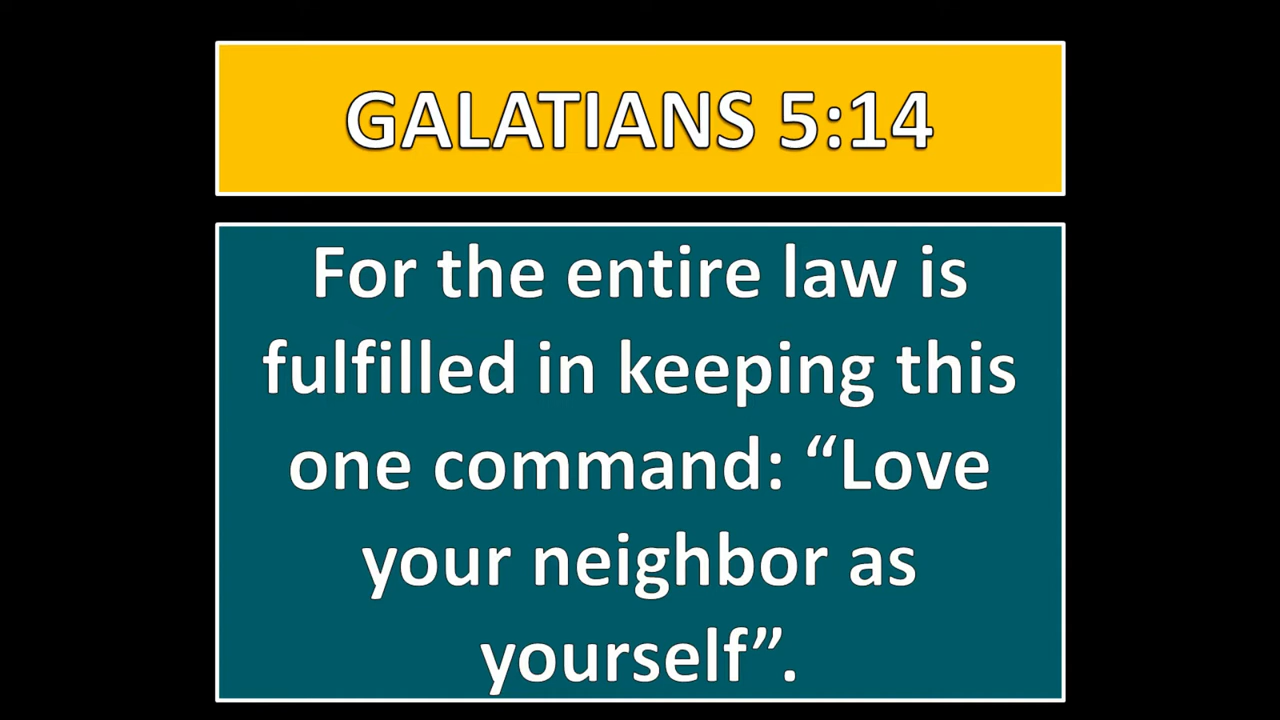 GALATIANS 5:14
For the entire law is
fulfilled in keeping this
one command: “Love
your neighbor as
yourself”.